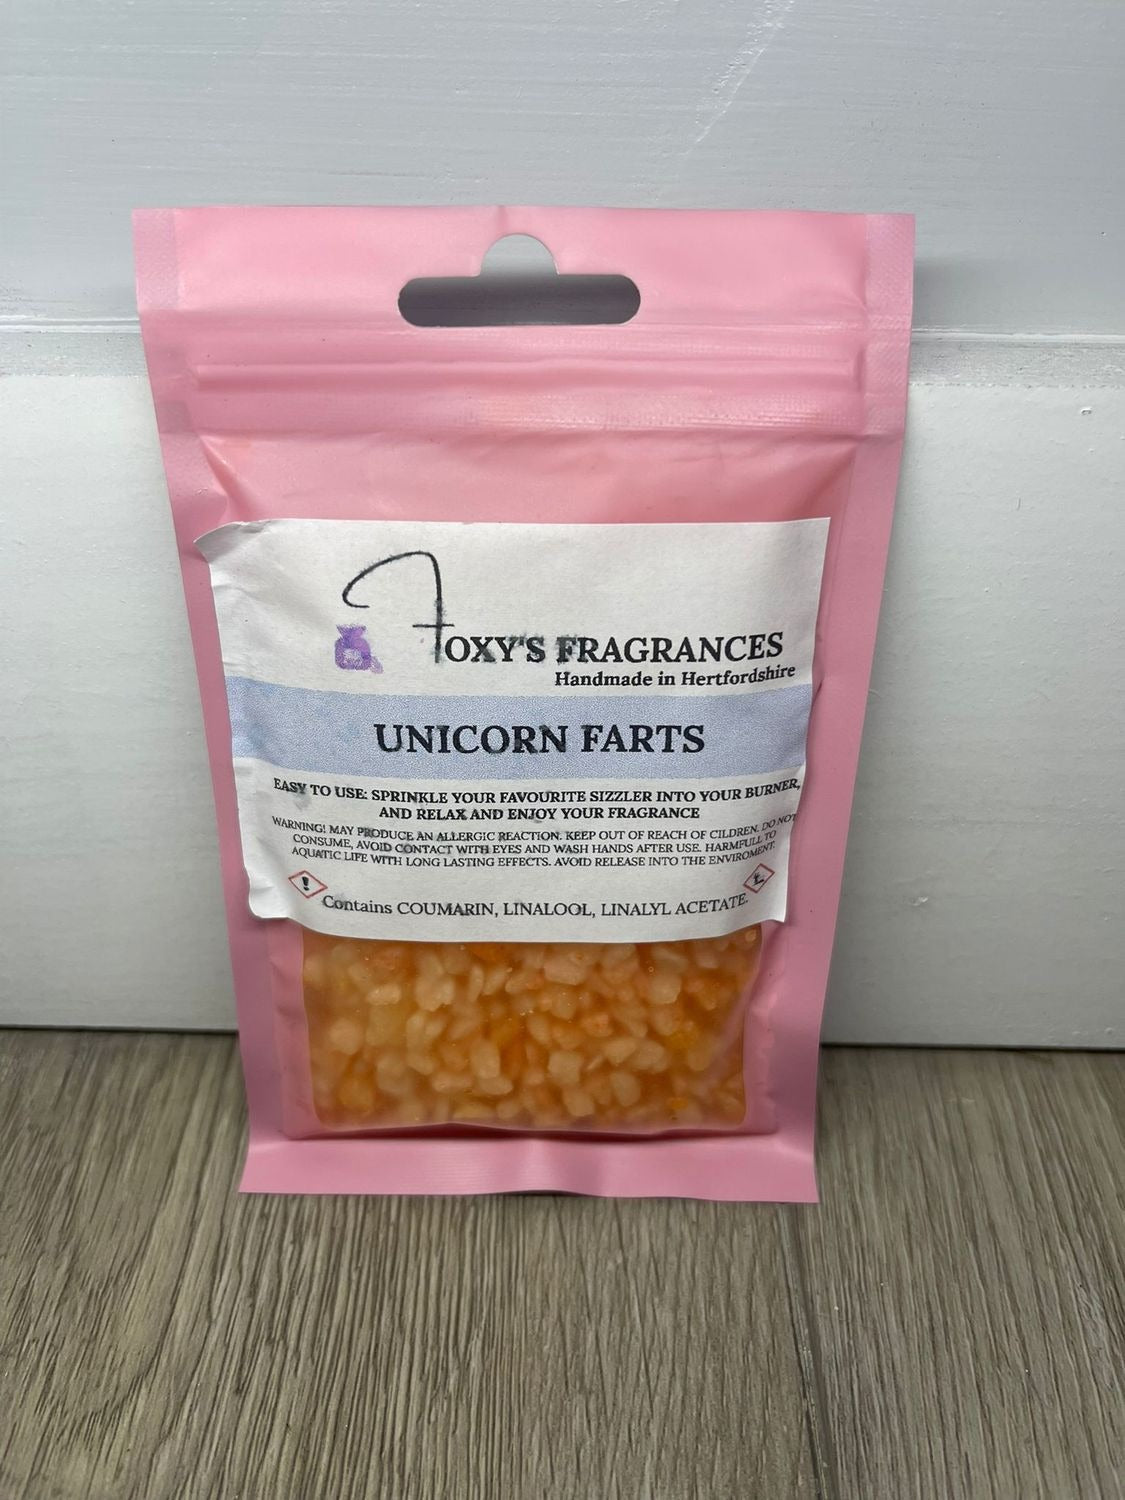 FOXY'S FRAGRANCES
Handmade in Hertfordshire
UNICORN FARTS
EASY TO USE: SPRINKLE YOUR FAVOURITE SIZZLER INTO YOUR BURNER,
AND RELAX AND ENJOY YOUR FRAGRANCE
WARNING! MAY PRODUCE AN ALLERGIC REACTION. KEEP OUT OF REACH OF CILDREN. DO NOT
CONSUME, AVOID CONTACT WITH EYES AND WASH HANDS AFTER USE. HARMFULL TO
AQUATIC LIFE WITH LONG LASTING EFFECTS. AVOID RELEASE INTO THE ENVIROMENT.
Contains COUMARIN, LINALOOL, LINALYL ACETATE.